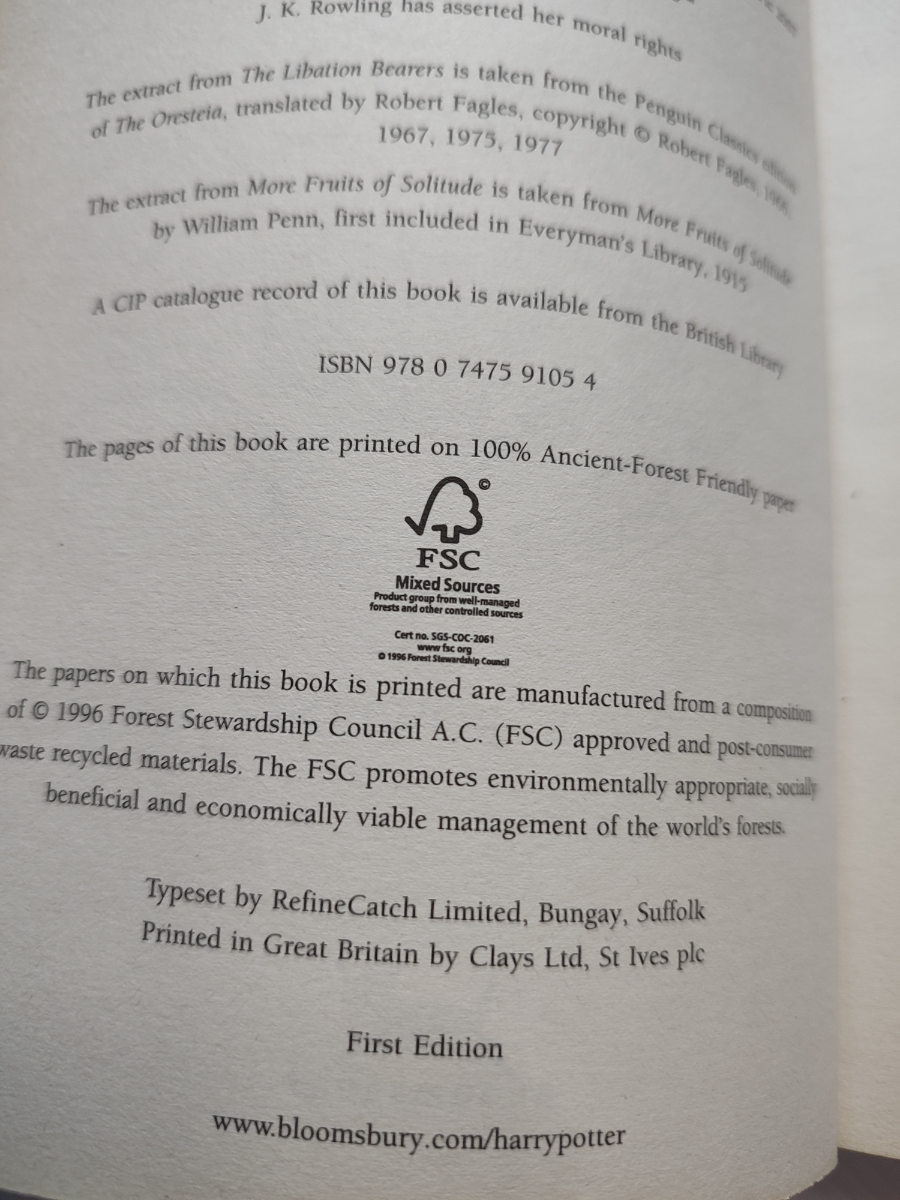 J. K. Rowling has asserted her moral rights
The extract from The Libation Bearers is taken from the Penguin Classics edition
of The Oresteia, translated by Robert Fagles, copyright © Robert Fagles, 1966,
1967, 1975, 1977
The extract from More Fruits of Solitude is taken from More Fruits of Solitude
by William Penn, first included in Everyman's Library, 1915
A CIP catalogue record of this book is available from the British Library
ISBN 978 0 7475 9105 4
The pages of this book are printed on 100% Ancient-Forest Friendly paper
©
FSC
Mixed Sources
Product group from well-managed
forests and other controlled sources
Cert no. SGS-COC-2061
www fsc org
© 1996 Forest Stewardship Council
The papers on which this book is printed are manufactured from a composition
of © 1996 Forest Stewardship Council A.C. (FSC) approved and post-consumer
waste recycled materials. The FSC promotes environmentally appropriate, socially
beneficial and economically viable management of the world's forests.
Typeset by RefineCatch Limited, Bungay, Suffolk
Printed in Great Britain by Clays Ltd, St Ives plc
First Edition
www.bloomsbury.com/harrypotter